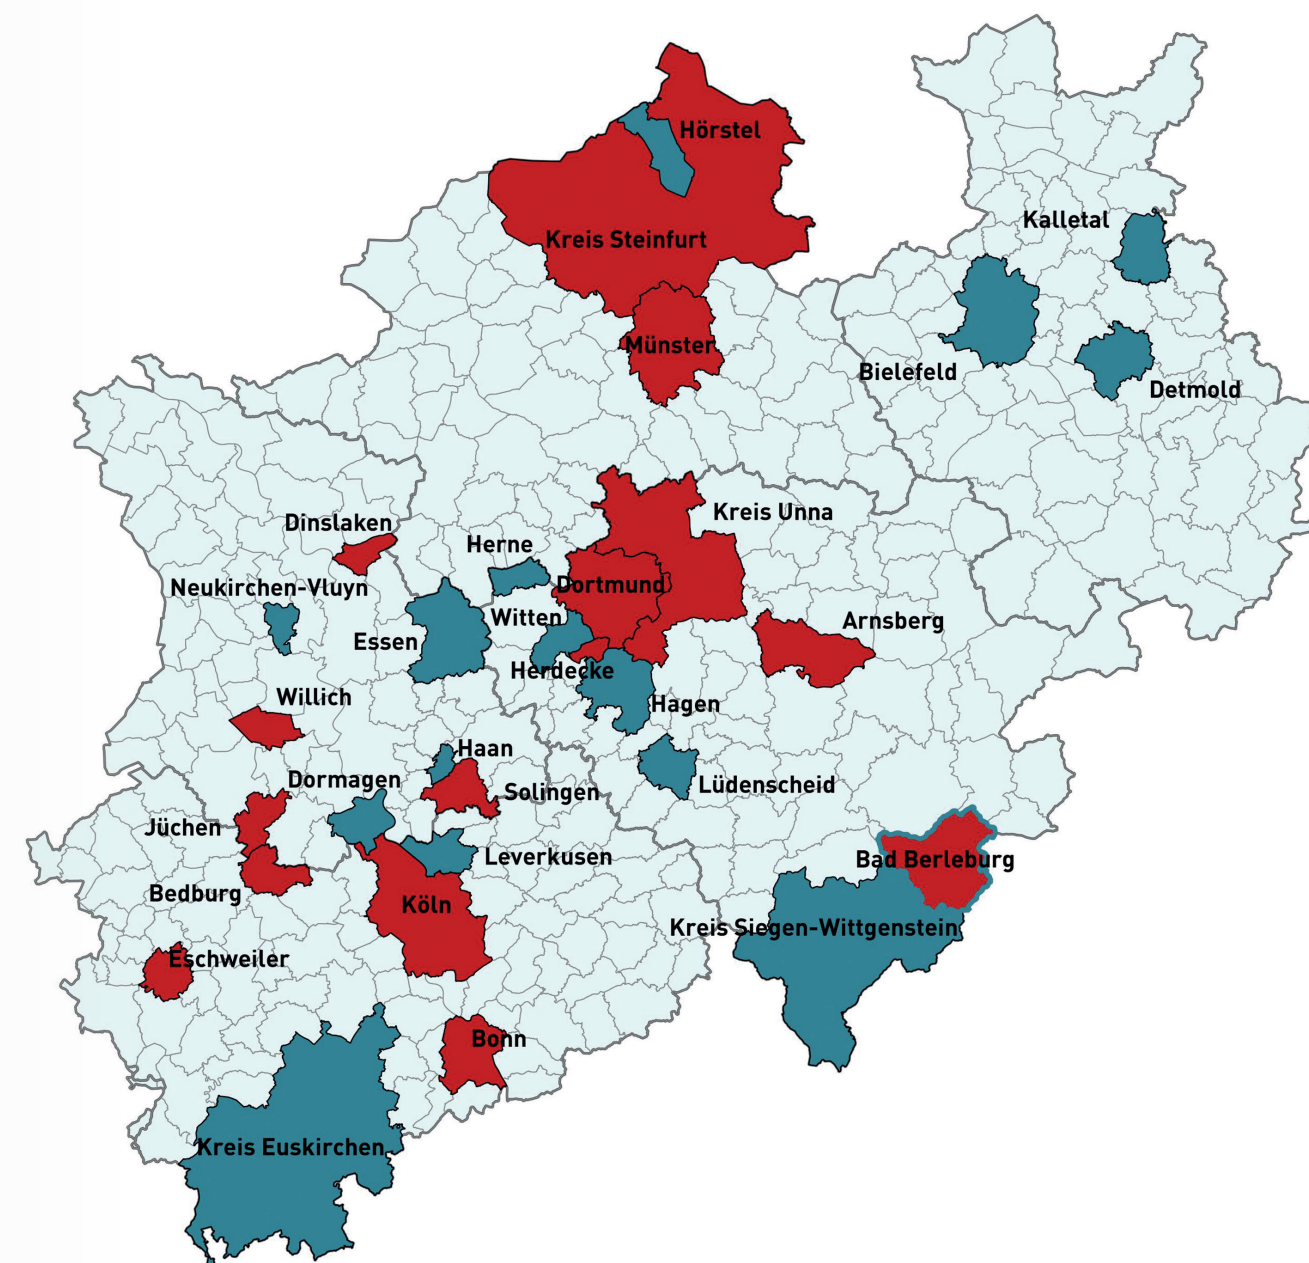 Hörstel
Kalletal
Kreis Steinfurt
Münster
Bielefeld
Detmold
Kreis Unna
Dinslaken
Herne
Dortmund
Neukirchen-Vluyn
Witten
Arnsberg
Essen
Herdecke
Willich
Hagen
Haan
Dormagen
Lüdenscheid
Solingen
Jüchen
Leverkusen
Bad Berleburg
Bedburg
Köln
Kreis Siegen-Wittgenstein
Eschweiler
Bonn
Kreis Euskirchen